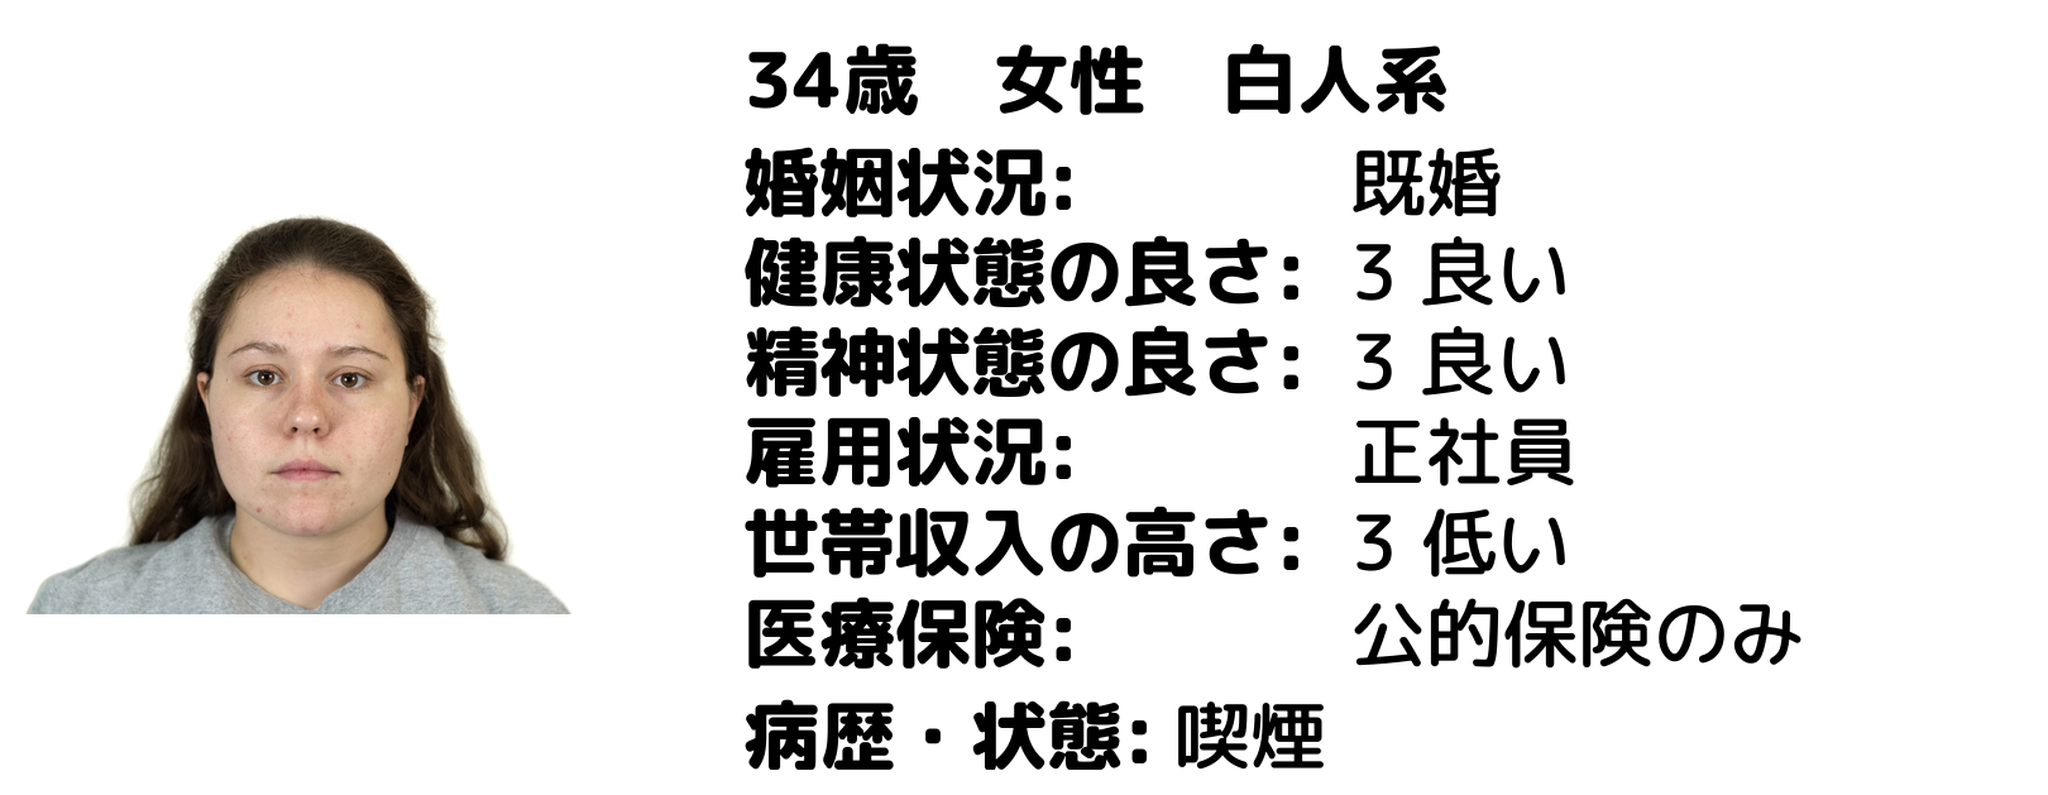 34歳　女性　白人系
婚姻状況: 既婚
健康状態の良さ: 3 良い
精神状態の良さ: 3 良い
雇用状況: 正社員
世帯収入の高さ: 3 低い
医療保険: 公的保険のみ
病歴・状態: 喫煙